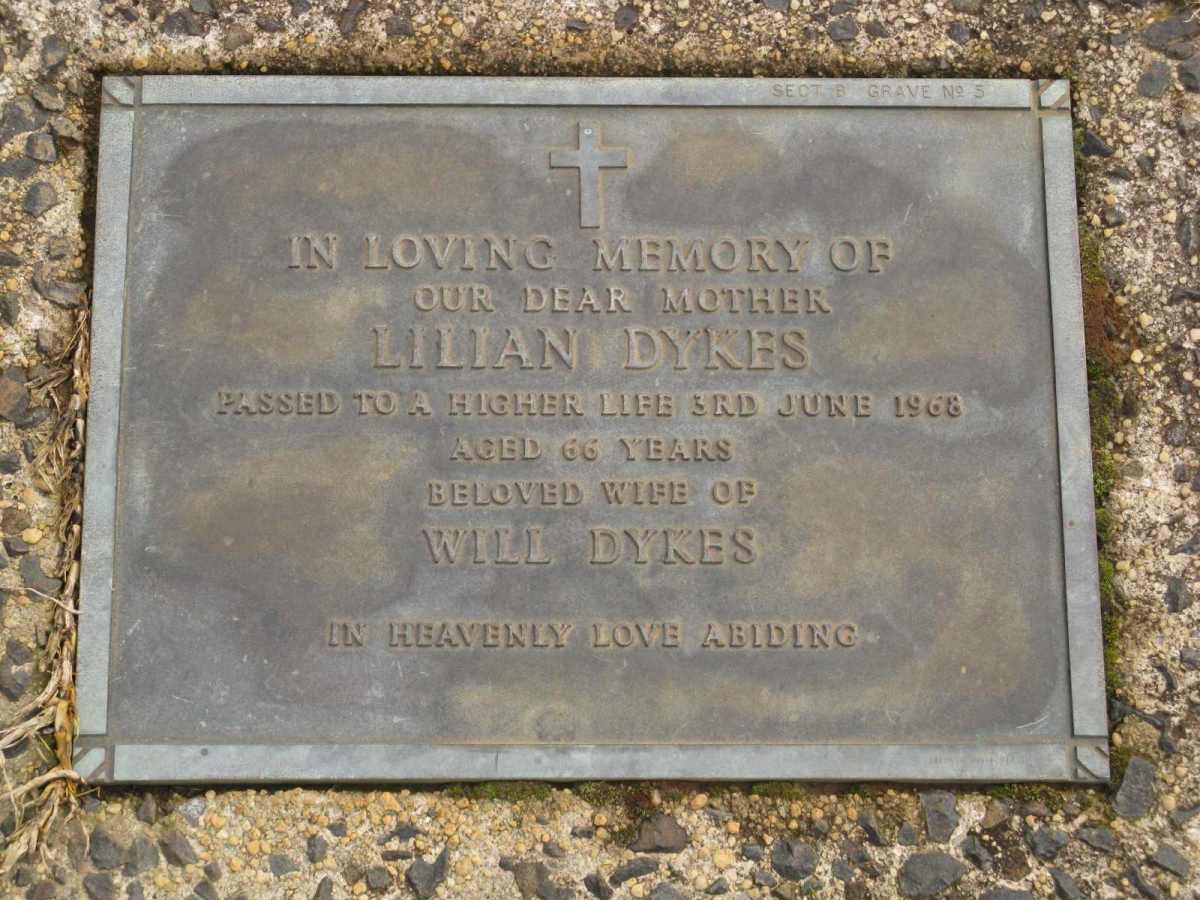 SECT B GRAVE Nº 5
IN LOVING MEMORY OF
OUR DEAR MOTHER
LILIAN DYKES
PASSED TO A HIGHER LIFE 3RD JUNE 1968
AGED 66 YEARS
BELOVED WIFE OF
WILL DYKES
IN HEAVENLY LOVE ABIDING